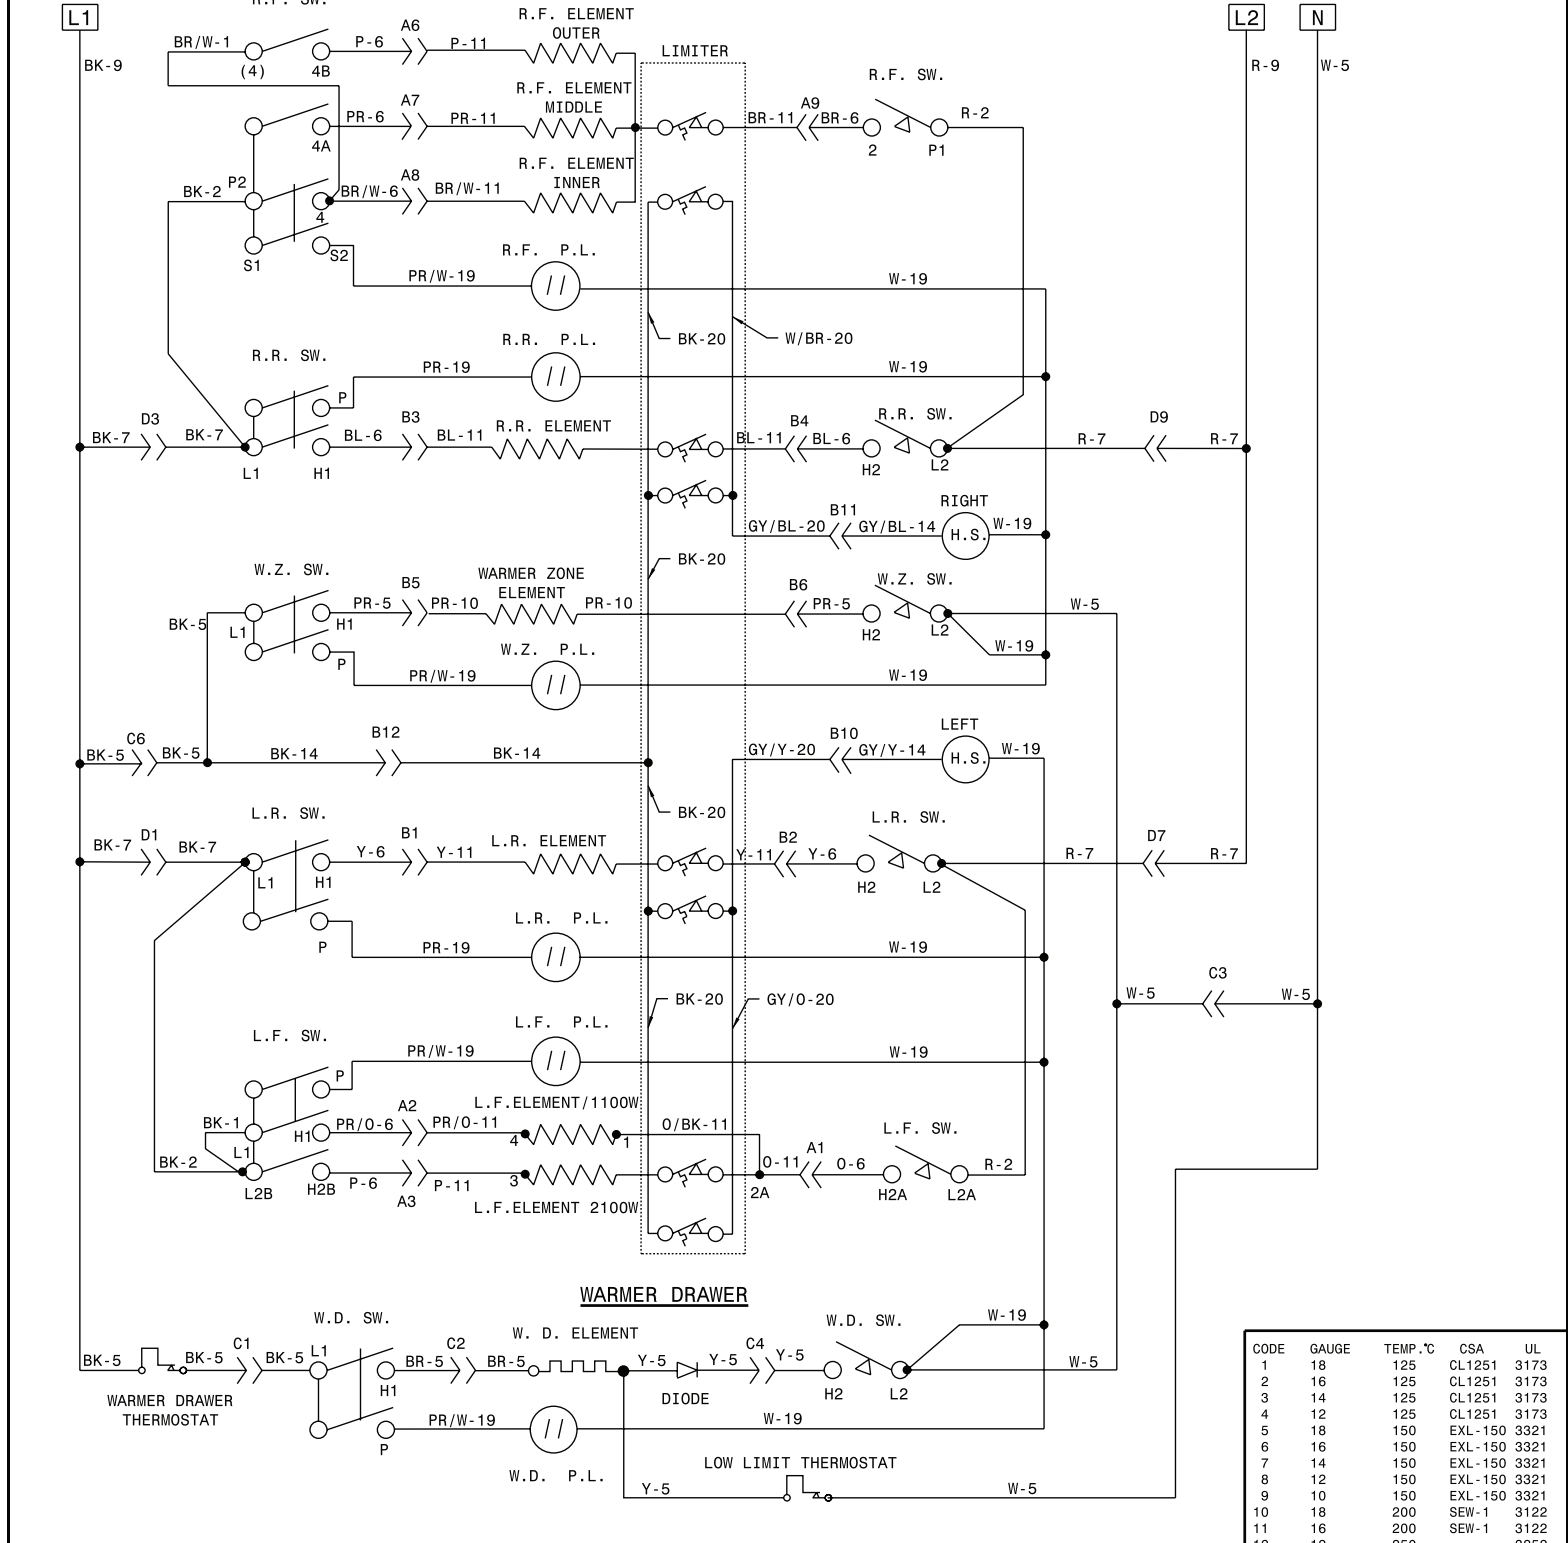 R.F. SW.
L1
L2
N
R.F. ELEMENT
OUTER
BR/W-1
P-6
A6
P-11
LIMITER
BK-9
(4)
4B
R-9
W-5
R.F. SW.
R.F. ELEMENT
MIDDLE
PR-6
A7
PR-11
BR-11
A9
BR-6
R-2
4A
2
P1
R.F. ELEMENT
INNER
P2
BK-2
BR/W-6
A8
BR/W-11
4
S1
S2
R.F. P.L.
PR/W-19
W-19
BK-20
W/BR-20
R.R. SW.
R.R. P.L.
PR-19
W-19
P
BK-7
D3
BK-7
BL-6
B3
BL-11
R.R. ELEMENT
BL-11
B4
BL-6
R.R. SW.
R-7
D9
R-7
L1
H1
H2
L2
RIGHT
GY/BL-20
B11
GY/BL-14
H.S.
W-19
BK-20
W.Z. SW.
WARMER ZONE
ELEMENT
PR-5
B5
PR-10
PR-10
B6
PR-5
W.Z. SW.
W-5
BK-5
L1
H1
H2
L2
W-19
P
W.Z. P.L.
PR/W-19
W-19
LEFT
BK-5
C6
BK-5
BK-14
B12
BK-14
GY/Y-20
B10
GY/Y-14
H.S.
W-19
BK-20
L.R. SW.
BK-7
D1
BK-7
Y-6
B1
Y-11
L.R. ELEMENT
Y-11
B2
Y-6
L.R. SW.
R-7
D7
R-7
L1
H1
H2
L2
P
L.R. P.L.
PR-19
W-19
BK-20
GY/O-20
W-5
C3
W-5
L.F. SW.
L.F. P.L.
PR/W-19
W-19
P
L.F.ELEMENT/1100W
BK-1
L1
H1
PR/O-6
A2
PR/O-11
4
1
O/BK-11
BK-2
L2B
H2B
P-6
A3
P-11
3
L.F.ELEMENT 2100W
2A
O-11
A1
O-6
L.F. SW.
R-2
H2A
L2A
WARMER DRAWER
BK-5
BK-5
C1
BK-5
L1
W.D. SW.
BR-5
C2
BR-5
W. D. ELEMENT
Y-5
Y-5
C4
Y-5
W.D. SW.
W-19
W-5
WARMER DRAWER
THERMOSTAT
H1
DIODE
H2
L2
P
PR/W-19
W-19
W.D. P.L.
LOW LIMIT THERMOSTAT
Y-5
W-5
CODE GAUGE TEMP.℃ CSA UL
1 18 125 CL1251 3173
2 16 125 CL1251 3173
3 14 125 CL1251 3173
4 12 125 CL1251 3173
5 18 150 EXL-150 3321
6 16 150 EXL-150 3321
7 14 150 EXL-150 3321
8 12 150 EXL-150 3321
9 10 150 EXL-150 3321
10 18 200 SEW-1 3122
11 16 200 SEW-1 3122